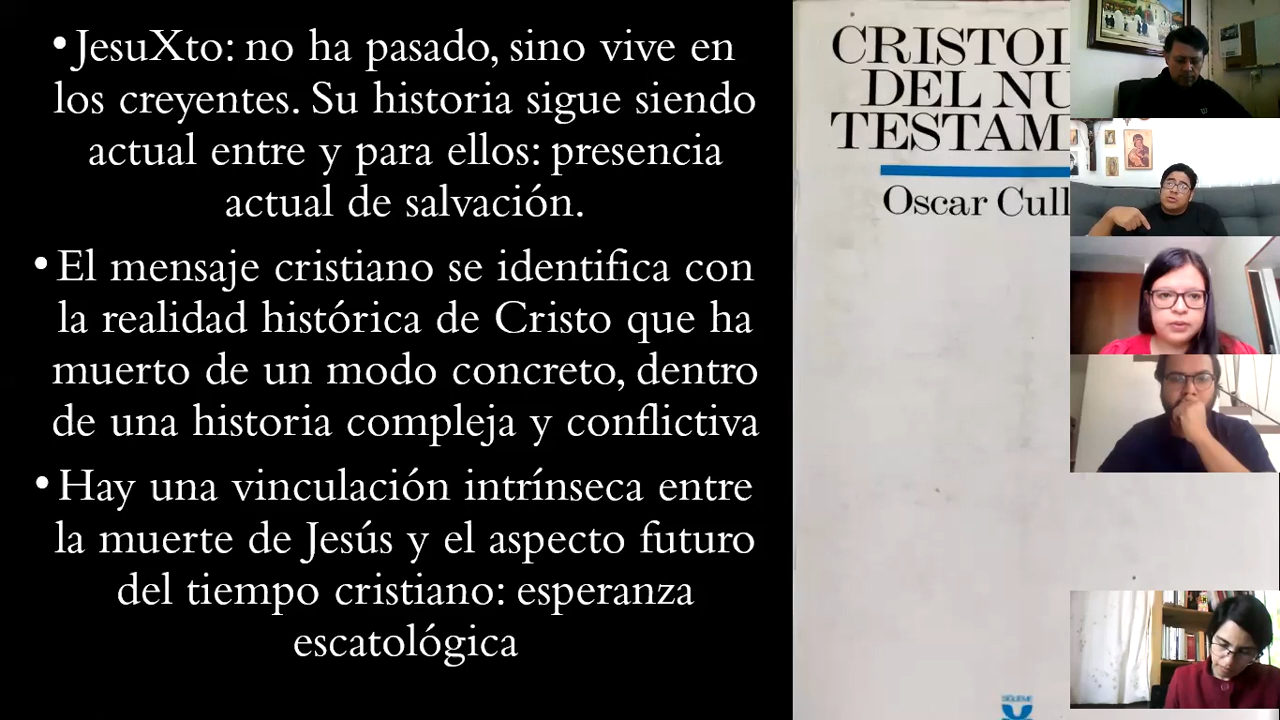 •JesuXto: no ha pasado, sino vive en
los creyentes. Su historia sigue siendo
actual entre y para ellos: presencia
actual de salvación.
•El mensaje cristiano se identifica con
la realidad histórica de Cristo que ha
muerto de un modo concreto, dentro
de una historia compleja y conflictiva
•Hay una vinculación intrínseca entre
la muerte de Jesús y el aspecto futuro
del tiempo cristiano: esperanza
escatológica
CRISTOL
DEL NU
TESTAM
Oscar Cull
SIGUEME